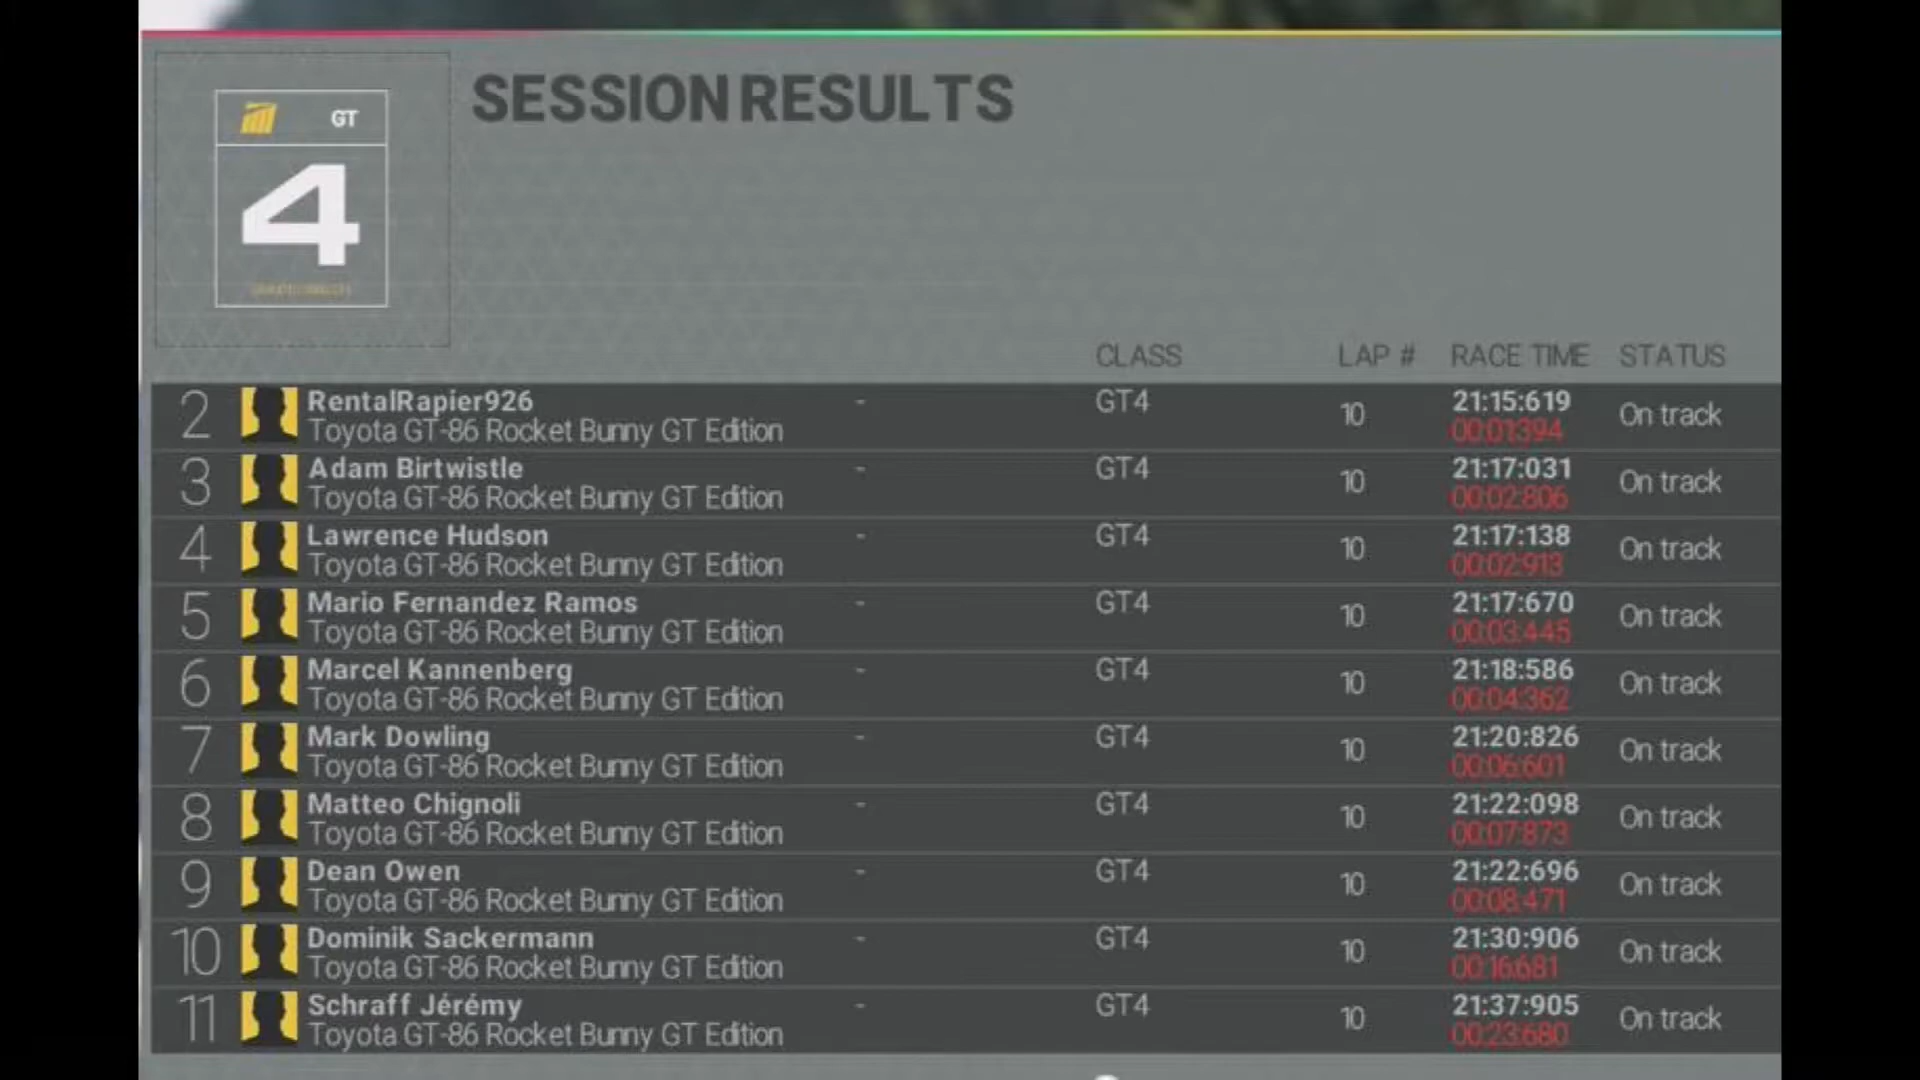 GT
4
SESSION RESULTS
CLASS LAP # RACE TIME STATUS
2 RentalRapier926 - GT4 10 21:15:619 On track
Toyota GT-86 Rocket Bunny GT Edition 00:01:394
3 Adam Birtwistle - GT4 10 21:17:031 On track
Toyota GT-86 Rocket Bunny GT Edition 00:02:806
4 Lawrence Hudson - GT4 10 21:17:138 On track
Toyota GT-86 Rocket Bunny GT Edition 00:02:913
5 Mario Fernandez Ramos - GT4 10 21:17:670 On track
Toyota GT-86 Rocket Bunny GT Edition 00:03:445
6 Marcel Kannenberg - GT4 10 21:18:586 On track
Toyota GT-86 Rocket Bunny GT Edition 00:04:362
7 Mark Dowling - GT4 10 21:20:826 On track
Toyota GT-86 Rocket Bunny GT Edition 00:06:601
8 Matteo Chignoli - GT4 10 21:22:098 On track
Toyota GT-86 Rocket Bunny GT Edition 00:07:873
9 Dean Owen - GT4 10 21:22:696 On track
Toyota GT-86 Rocket Bunny GT Edition 00:08:471
10 Dominik Sackermann - GT4 10 21:30:906 On track
Toyota GT-86 Rocket Bunny GT Edition 00:16:681
11 Schraff Jérémy - GT4 10 21:37:905 On track
Toyota GT-86 Rocket Bunny GT Edition 00:23:680